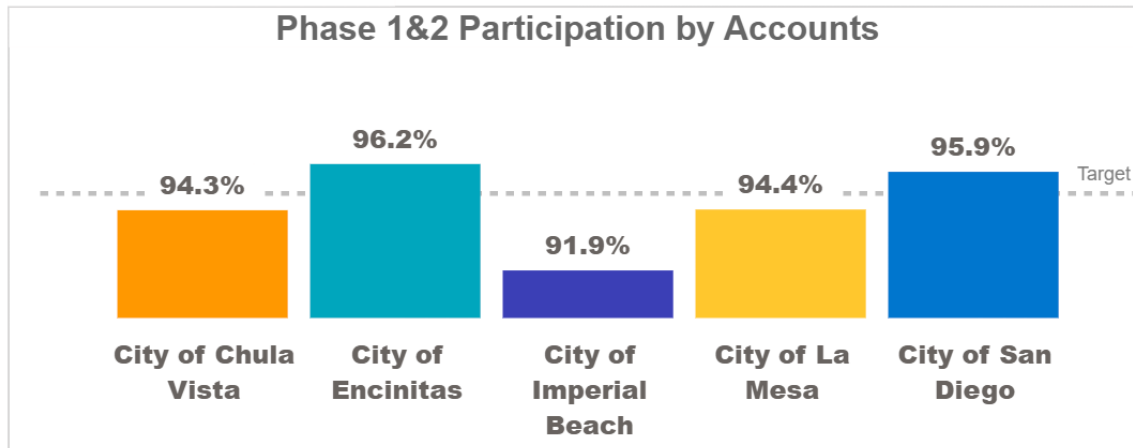 Phase 1&2 Participation by Accounts
96.2%
95.9%
94.3%
94.4%
Target
91.9%
City of Chula
Vista
City of
Encinitas
City of
Imperial
Beach
City of La
Mesa
City of San
Diego